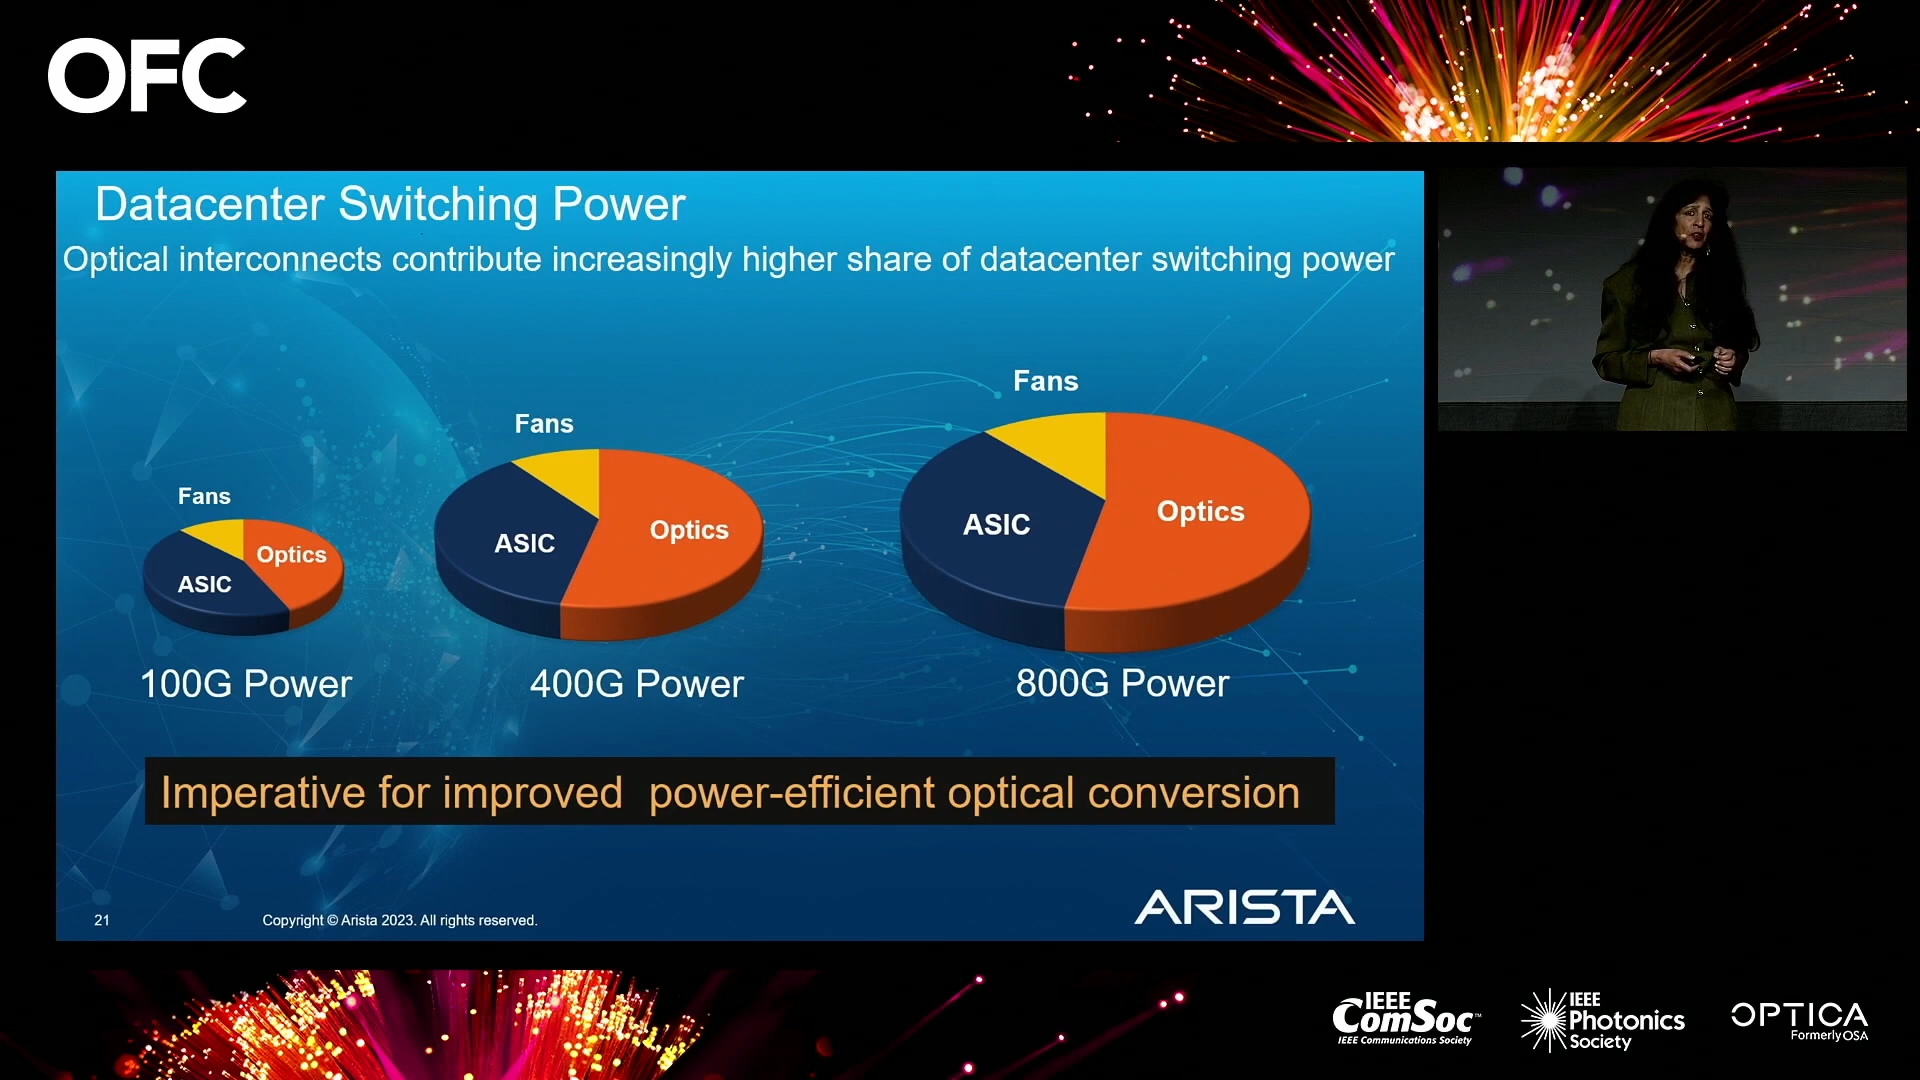 OFC
Datacenter Switching Power
Optical interconnects contribute increasingly higher share of datacenter switching power
Fans
Optics
ASIC
100G Power
Fans
Optics
ASIC
400G Power
Fans
Optics
ASIC
800G Power
Imperative for improved power-efficient optical conversion
21
Copyright © Arista 2023. All rights reserved.
ARISTA
IEEE
ComSoc™
IEEE Communications Society
IEEE
Photonics
Society
OPTICA
Formerly OSA